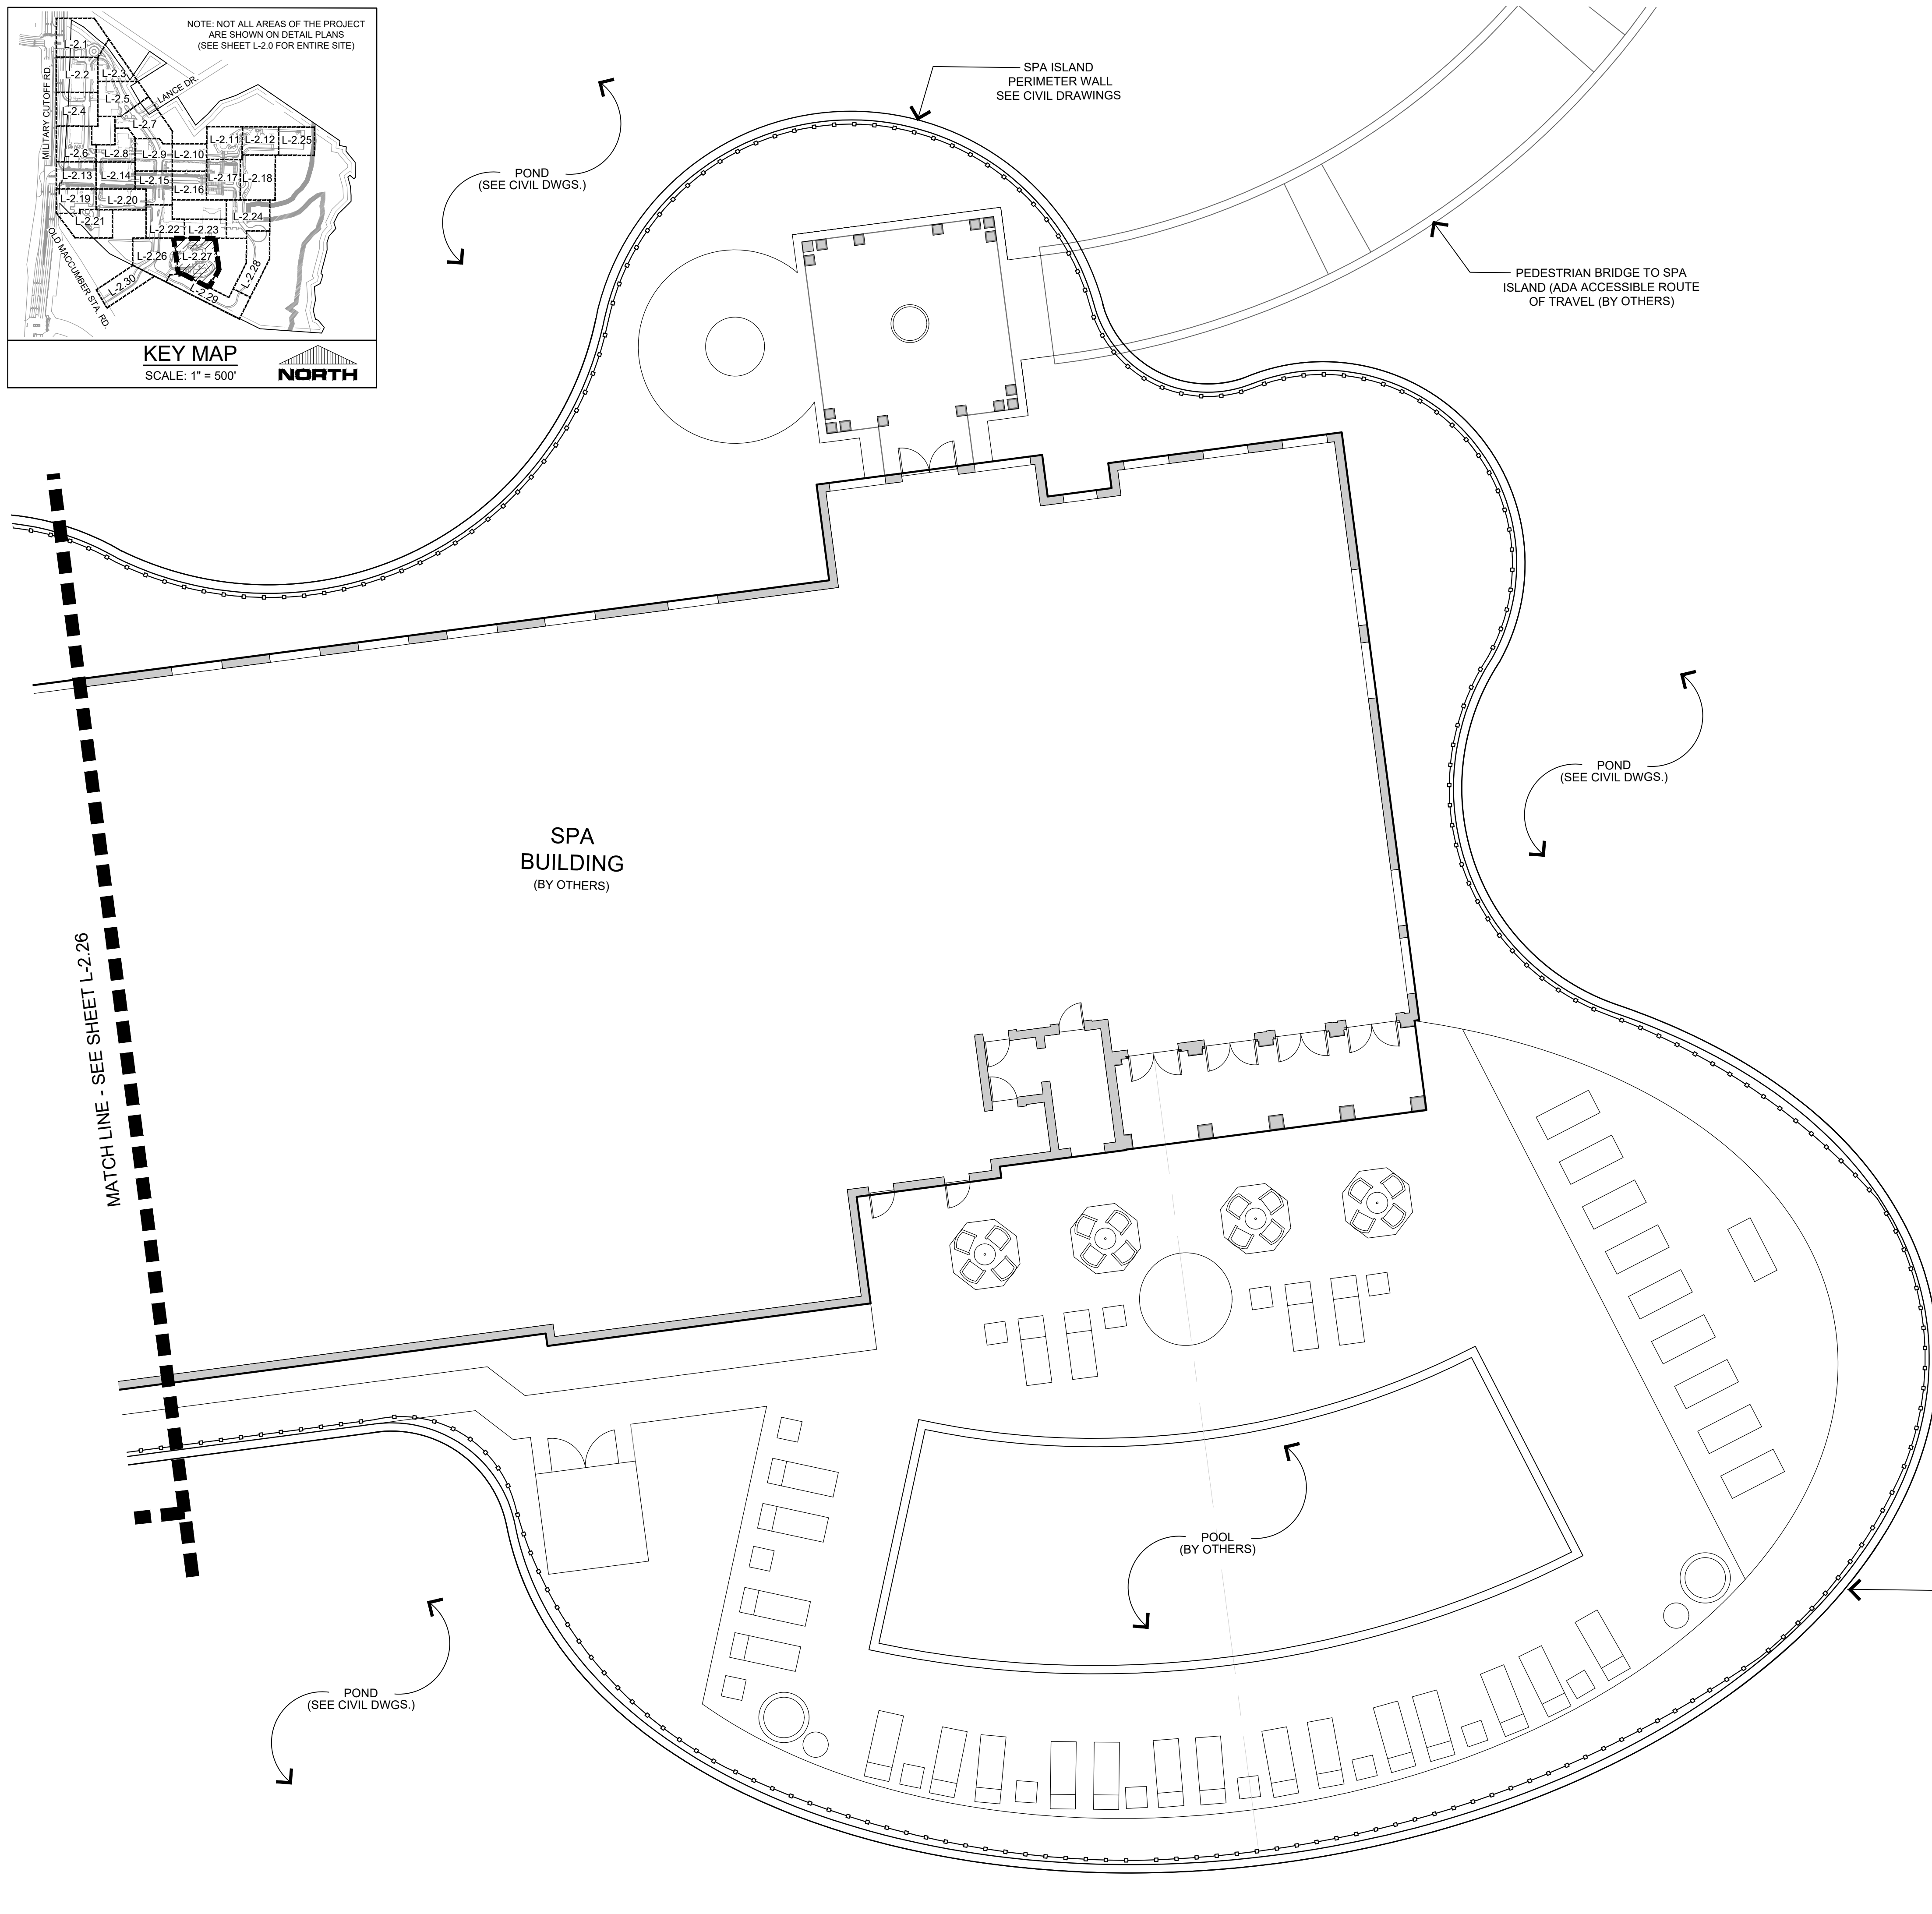 NOTE: NOT ALL AREAS OF THE PROJECT
ARE SHOWN ON DETAIL PLANS
(SEE SHEET L-2.0 FOR ENTIRE SITE)
MILITARY CUTOFF RD.
LANCE DR.
OLD MACCUMBER STA. RD.
L-2.1
L-2.2
L-2.3
L-2.4
L-2.5
L-2.6
L-2.7
L-2.8
L-2.9
L-2.10
L-2.11
L-2.12
L-2.25
L-2.13
L-2.14
L-2.15
L-2.16
L-2.17
L-2.18
L-2.19
L-2.20
L-2.21
L-2.22
L-2.23
L-2.24
L-2.26
L-2.27
L-2.28
L-2.29
L-2.30
KEY MAP
SCALE: 1" = 500'
NORTH
SPA ISLAND
PERIMETER WALL
SEE CIVIL DRAWINGS
POND
(SEE CIVIL DWGS.)
PEDESTRIAN BRIDGE TO SPA
ISLAND (ADA ACCESSIBLE ROUTE
OF TRAVEL (BY OTHERS)
POND
(SEE CIVIL DWGS.)
SPA
BUILDING
(BY OTHERS)
MATCH LINE - SEE SHEET L-2.26
POOL
(BY OTHERS)
POND
(SEE CIVIL DWGS.)